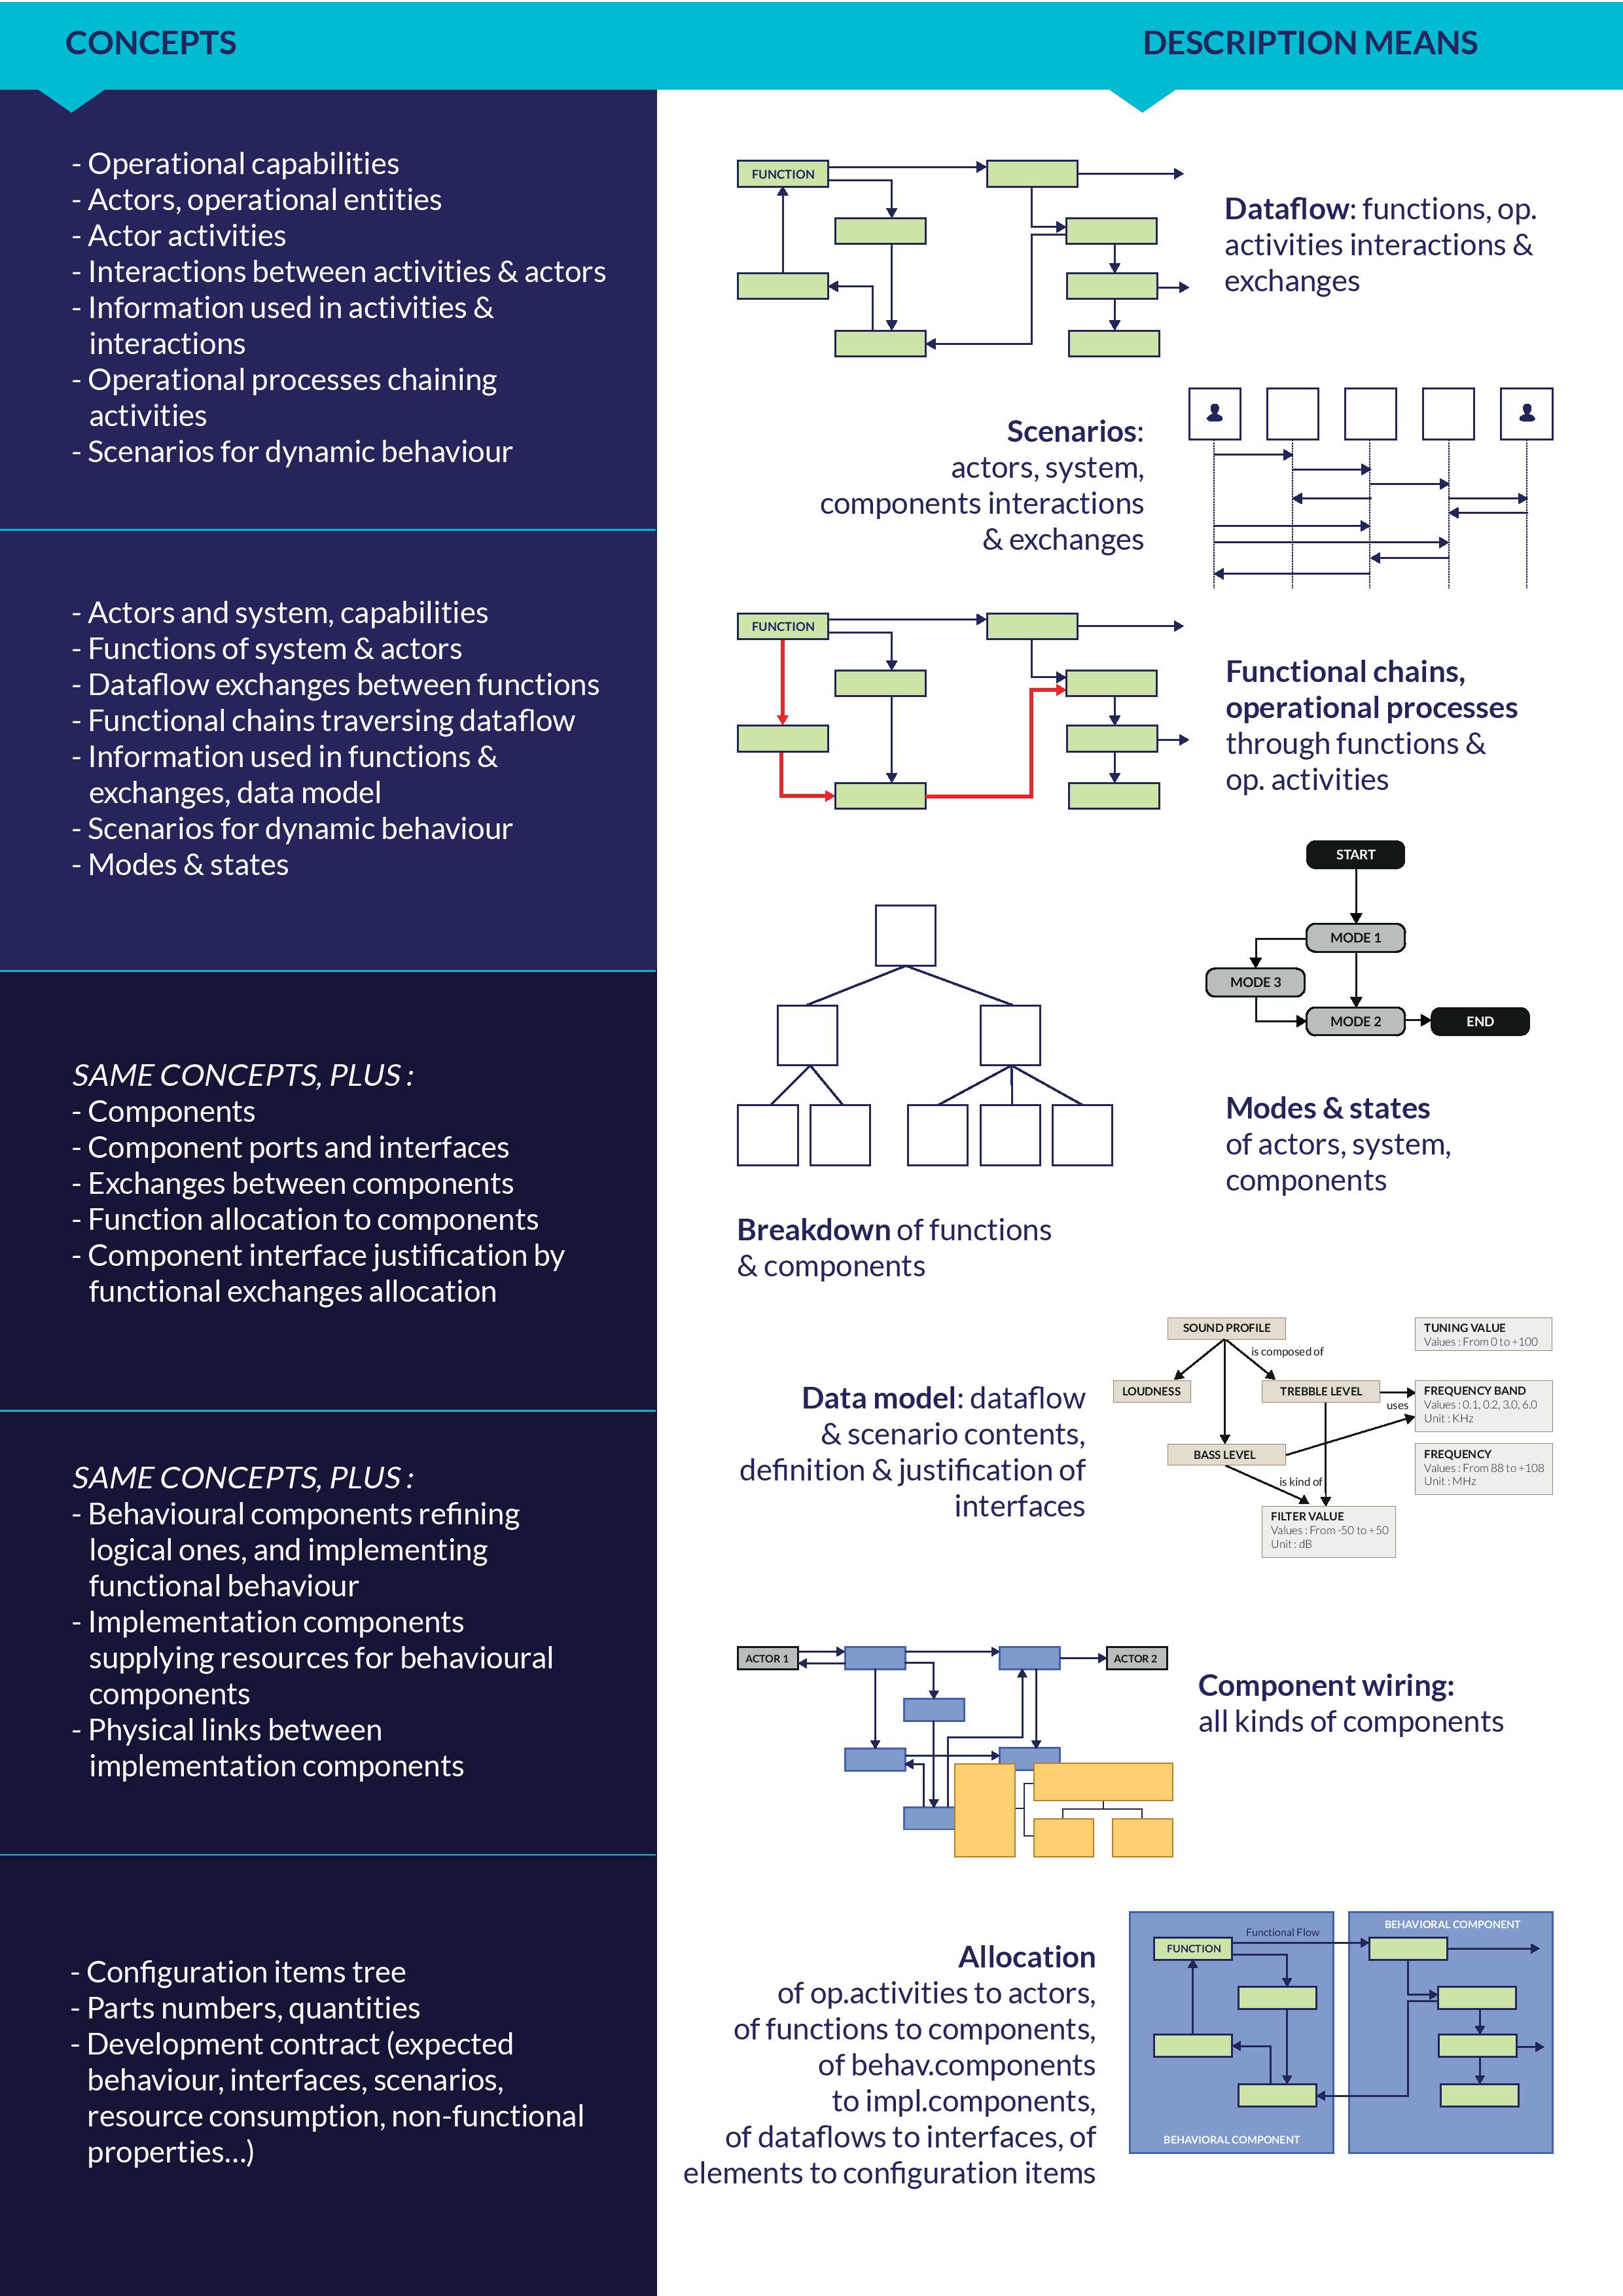 CONCEPTS
DESCRIPTION MEANS
- Operational capabilities
- Actors, operational entities
- Actor activities
- Interactions between activities & actors
- Information used in activities &
interactions
- Operational processes chaining
activities
- Scenarios for dynamic behaviour
- Actors and system, capabilities
- Functions of system & actors
- Dataflow exchanges between functions
- Functional chains traversing dataflow
- Information used in functions &
exchanges, data model
- Scenarios for dynamic behaviour
- Modes & states
SAME CONCEPTS, PLUS :
- Components
- Component ports and interfaces
- Exchanges between components
- Function allocation to components
- Component interface justification by
functional exchanges allocation
SAME CONCEPTS, PLUS :
- Behavioural components refining
logical ones, and implementing
functional behaviour
- Implementation components
supplying resources for behavioural
components
- Physical links between
implementation components
- Configuration items tree
- Parts numbers, quantities
- Development contract (expected
behaviour, interfaces, scenarios,
resource consumption, non-functional
properties...)
FUNCTION
Dataflow: functions, op.
activities interactions &
exchanges
Scenarios:
actors, system,
components interactions
& exchanges
FUNCTION
Functional chains,
operational processes
through functions &
op. activities
START
MODE 1
MODE 3
MODE 2
END
Modes & states
of actors, system,
components
Breakdown of functions
& components
Data model: dataflow
& scenario contents,
definition & justification of
interfaces
SOUND PROFILE
is composed of
LOUDNESS
TREBBLE LEVEL
uses
BASS LEVEL
is kind of
TUNING VALUE
Values : From 0 to +100
FREQUENCY BAND
Values : 0.1, 0.2, 3.0, 6.0
Unit : KHz
FREQUENCY
Values : From 88 to +108
Unit : MHz
FILTER VALUE
Values : From -50 to +50
Unit : dB
ACTOR 1
ACTOR 2
Component wiring:
all kinds of components
Allocation
of op.activities to actors,
of functions to components,
of behav.components
to impl.components,
of dataflows to interfaces, of
elements to configuration items
Functional Flow
FUNCTION
BEHAVIORAL COMPONENT
BEHAVIORAL COMPONENT